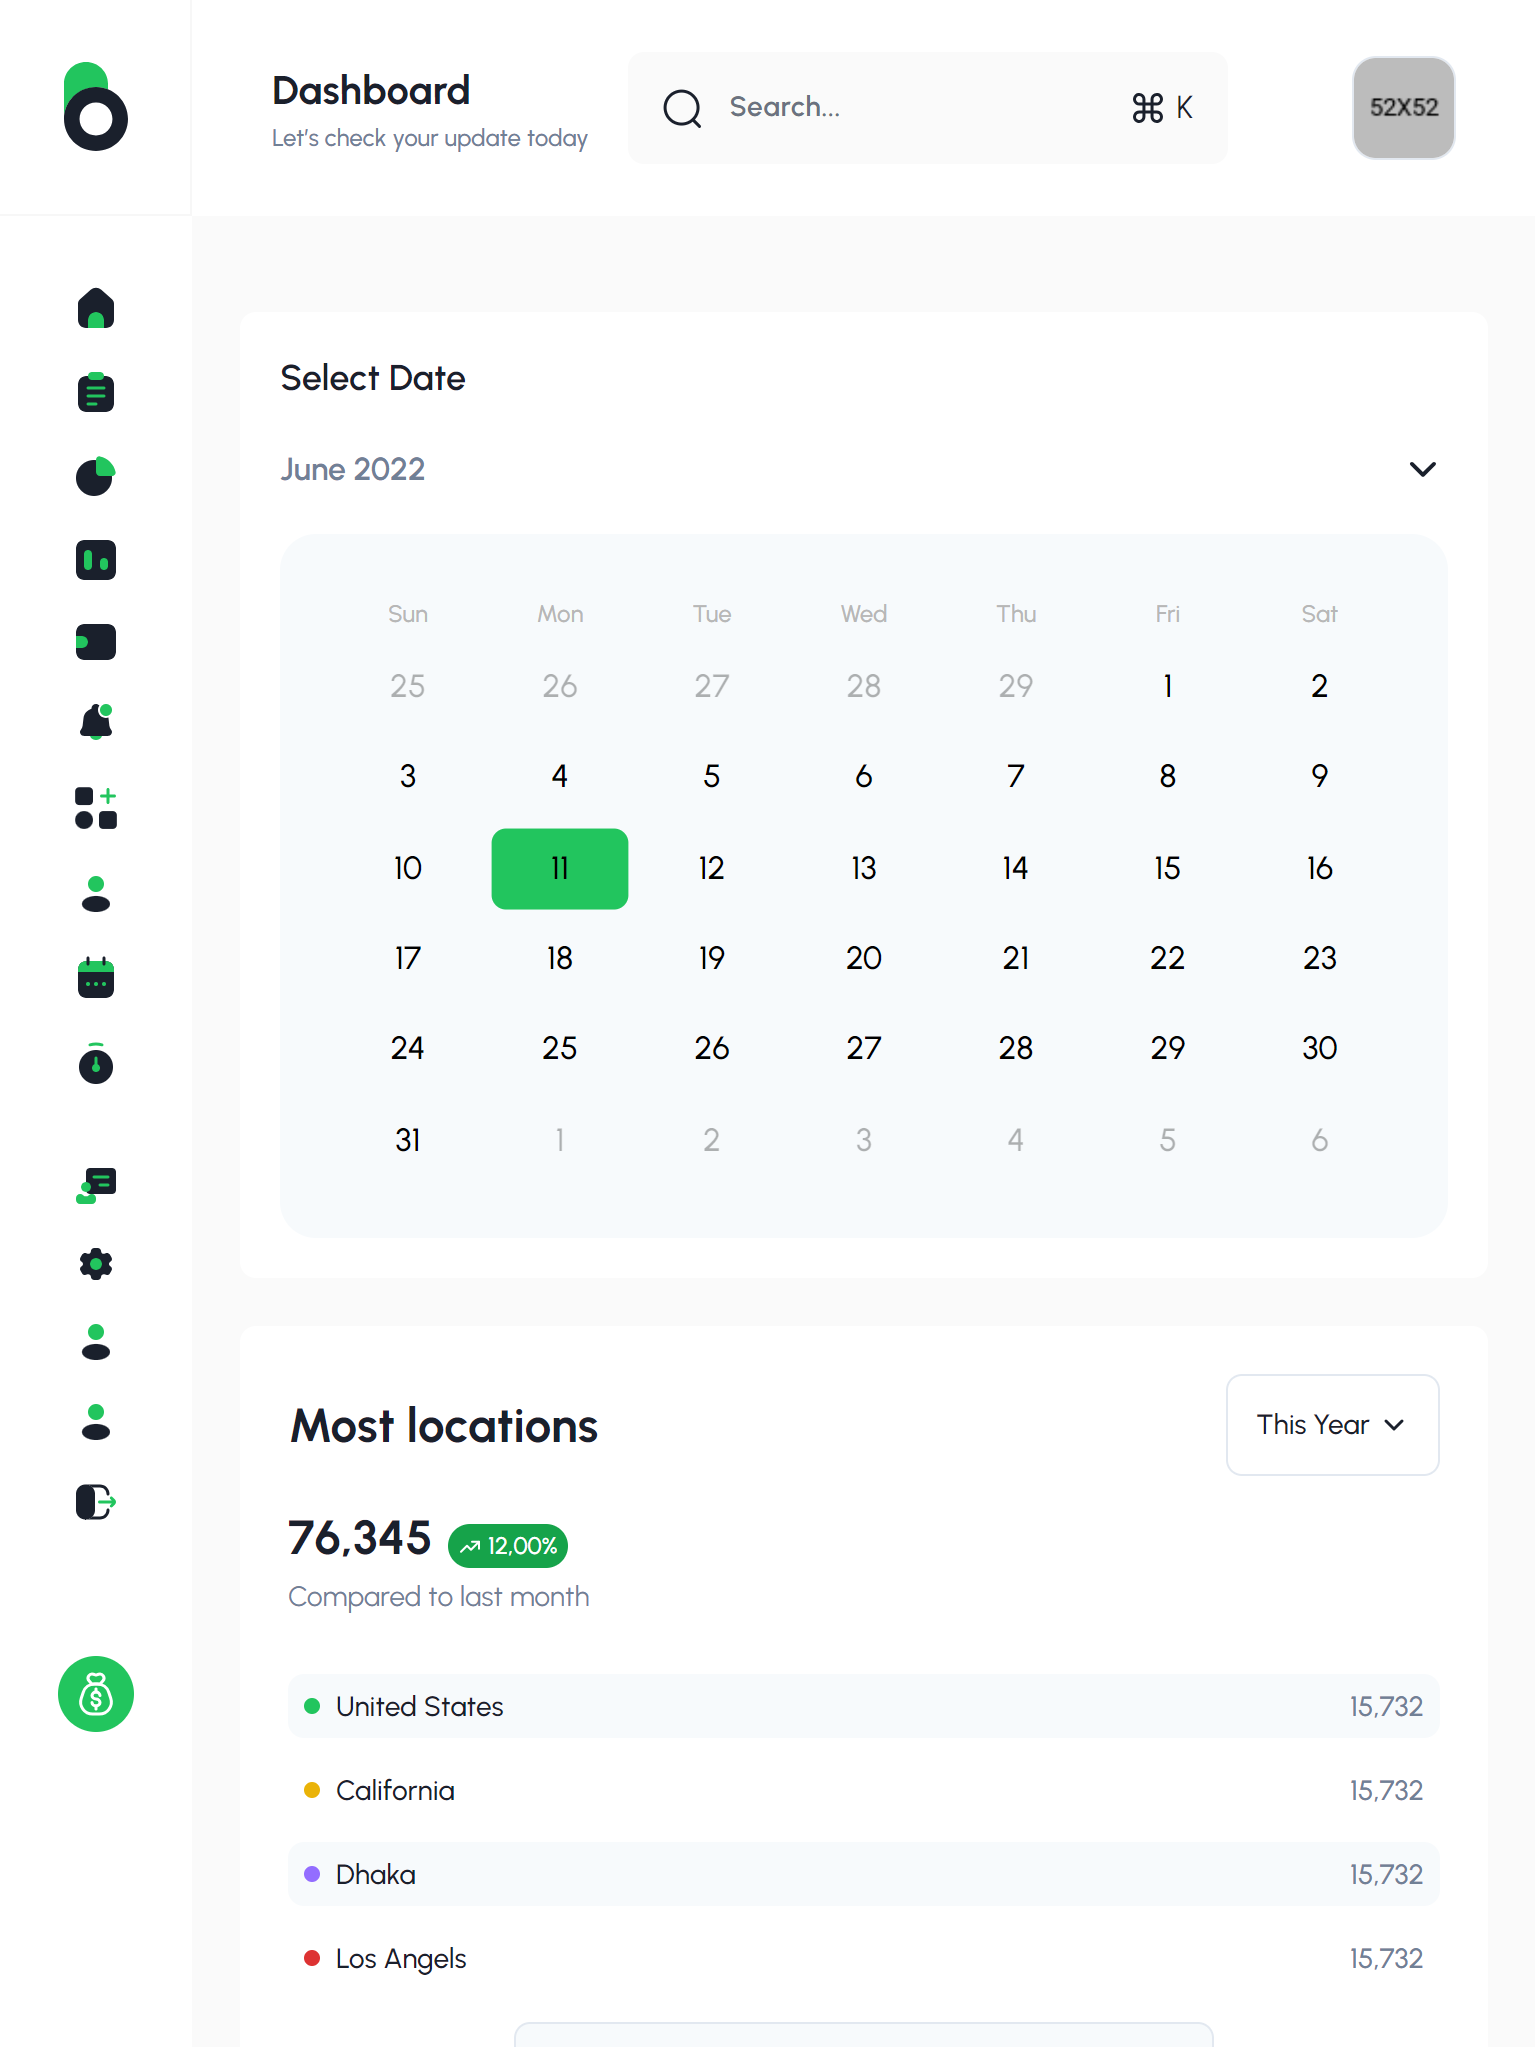 Dashboard
Let's check your update today
Search...
⌘ K
52X52
Select Date
June 2022
Sun Mon Tue Wed Thu Fri Sat
25 26 27 28 29 1 2
3 4 5 6 7 8 9
10 11 12 13 14 15 16
17 18 19 20 21 22 23
24 25 26 27 28 29 30
31 1 2 3 4 5 6
Most locations
This Year
76,345 12,00%
Compared to last month
United States 15,732
California 15,732
Dhaka 15,732
Los Angels 15,732